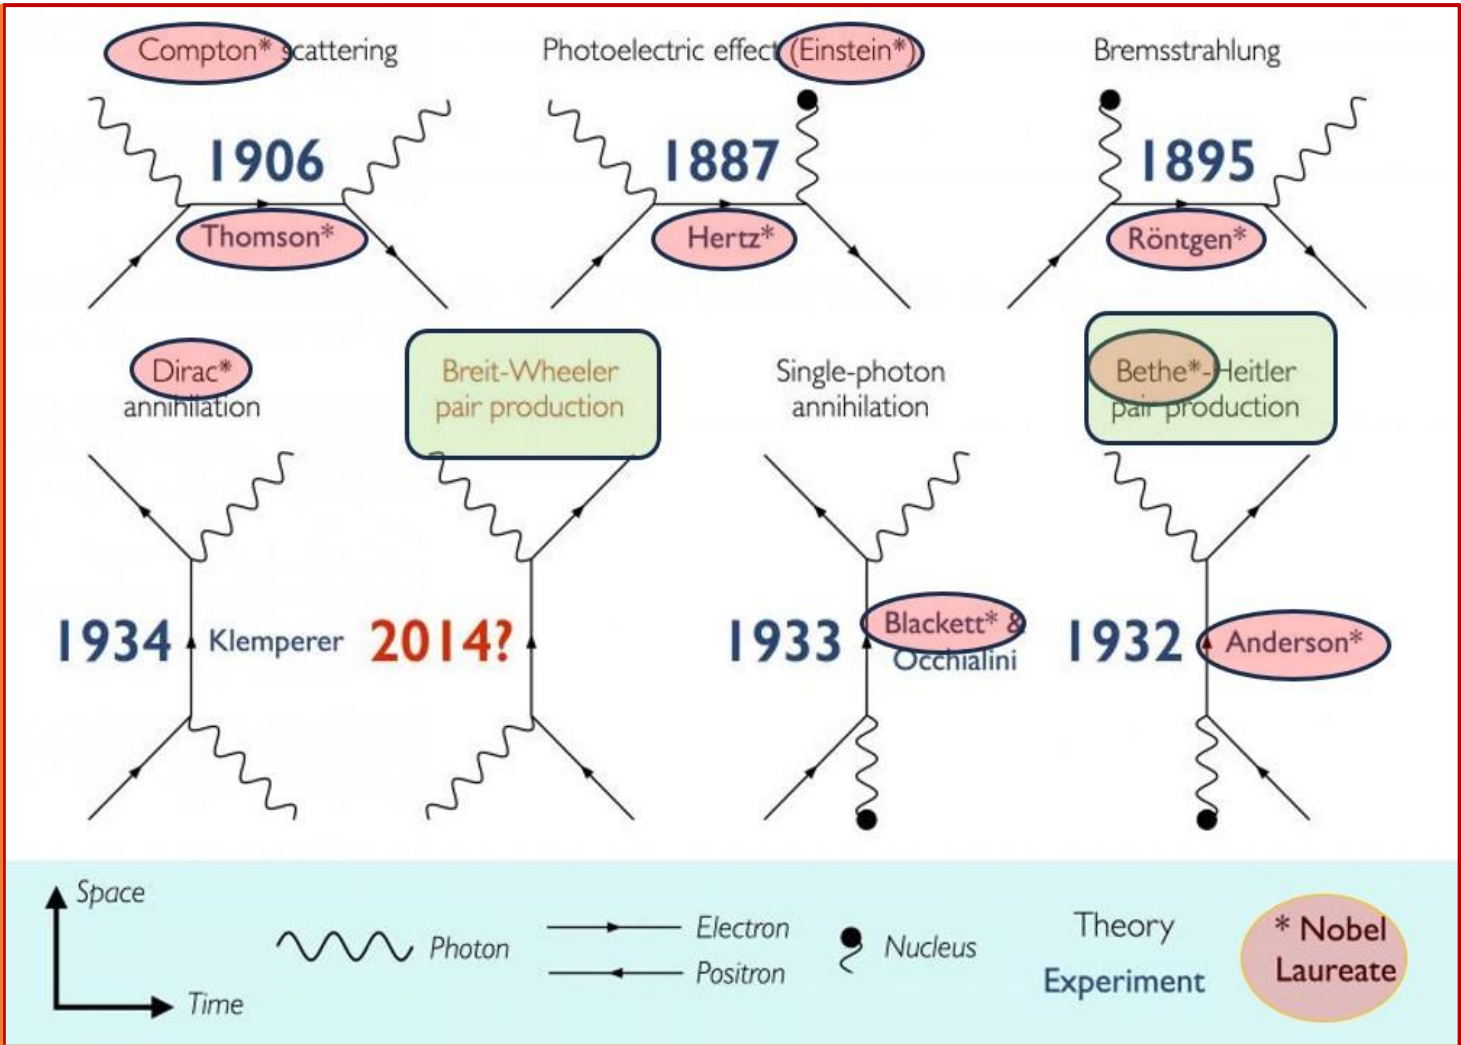 Compton* scattering
Photoelectric effect (Einstein*)
Bremsstrahlung
1906
1887
1895
Thomson*
Hertz*
Röntgen*
Dirac*
annihilation
Breit-Wheeler
pair production
Single-photon
annihilation
Bethe*-Heitler
pair production
1934
Klemperer
2014?
1933
Blackett* &
Occhialini
1932
Anderson*
Space
Time
Photon
Electron
Positron
Nucleus
Theory
Experiment
* Nobel
Laureate